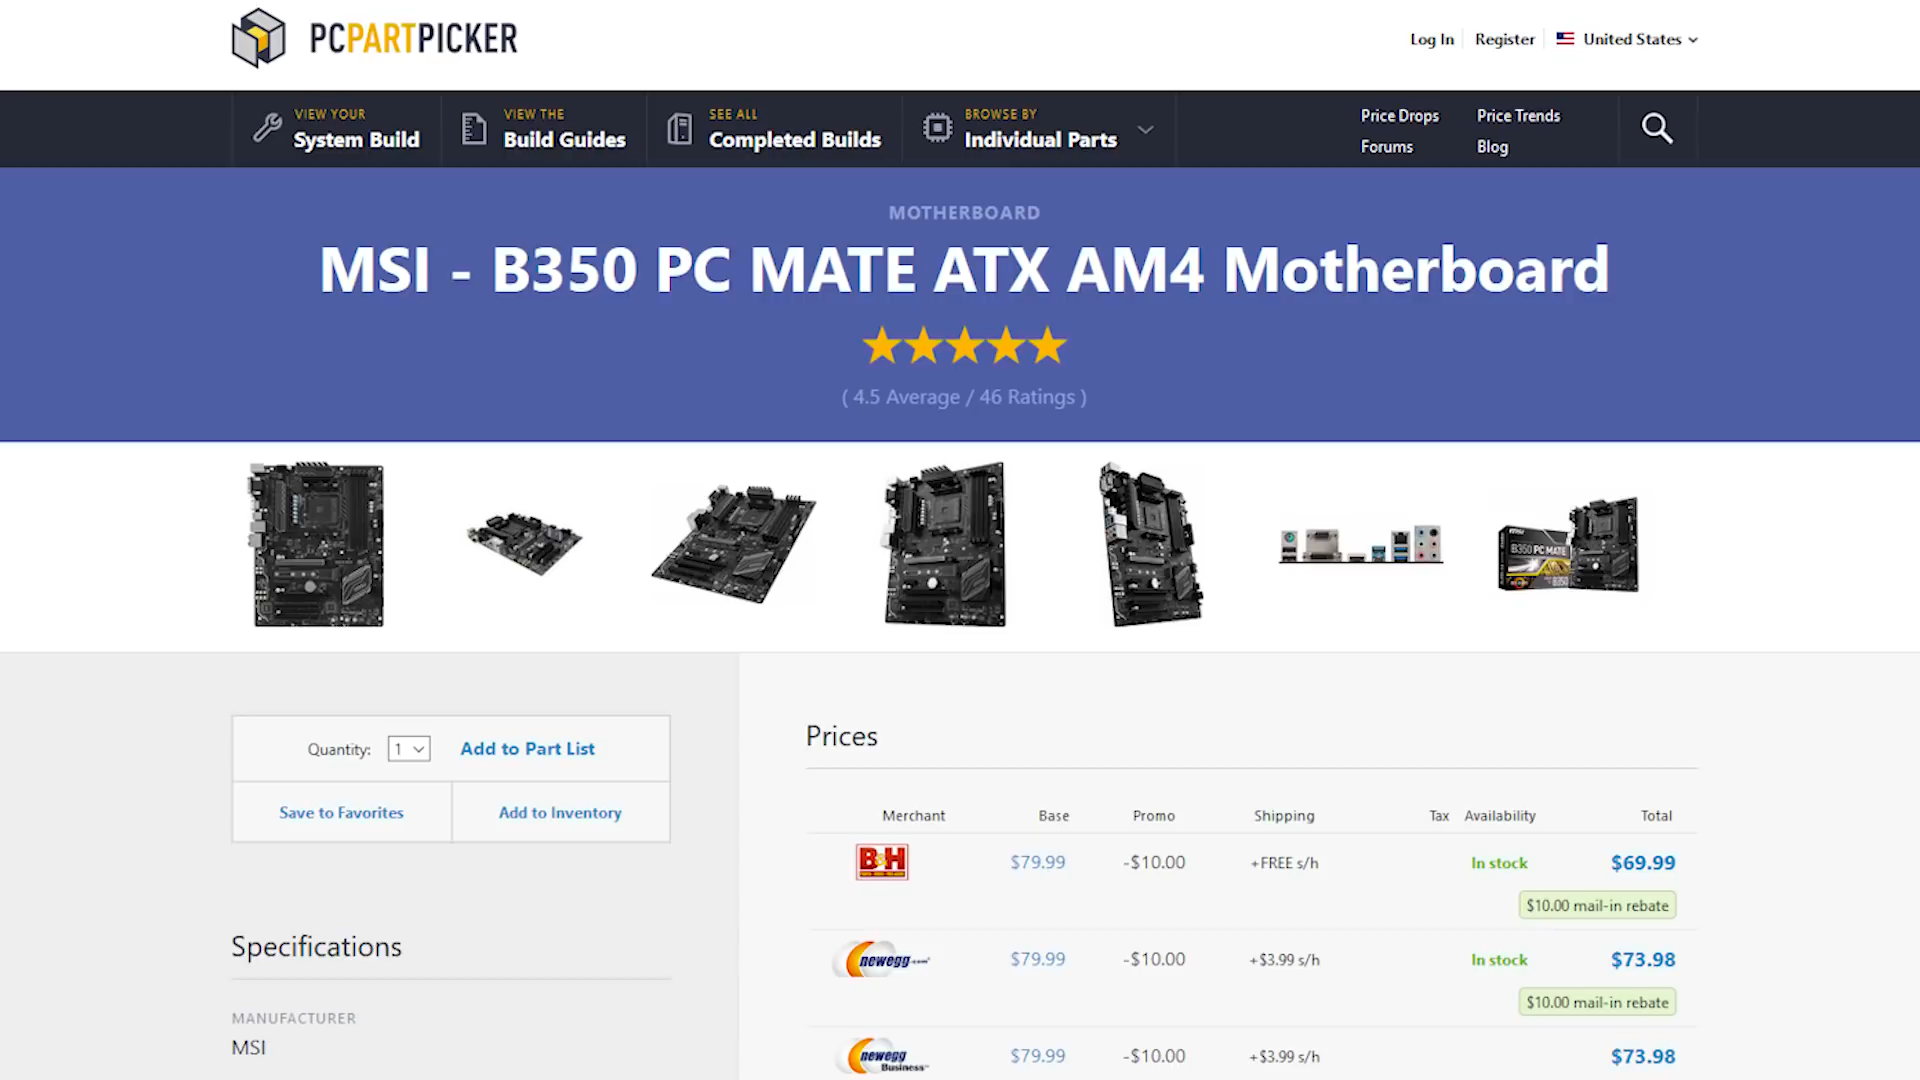 PCPARTPICKER
Log In Register United States
VIEW YOUR
System Build
VIEW THE
Build Guides
SEE ALL
Completed Builds
BROWSE BY
Individual Parts
Price Drops Price Trends
Forums Blog
MOTHERBOARD
MSI - B350 PC MATE ATX AM4 Motherboard
( 4.5 Average / 46 Ratings )
B350 PC MATE
Quantity: 1 Add to Part List
Save to Favorites Add to Inventory
Specifications
MANUFACTURER
MSI
Prices
Merchant Base Promo Shipping Tax Availability Total
B&H $79.99 -$10.00 +FREE s/h In stock $69.99
$10.00 mail-in rebate
newegg.com $79.99 -$10.00 +$3.99 s/h In stock $73.98
$10.00 mail-in rebate
newegg Business $79.99 -$10.00 +$3.99 s/h $73.98